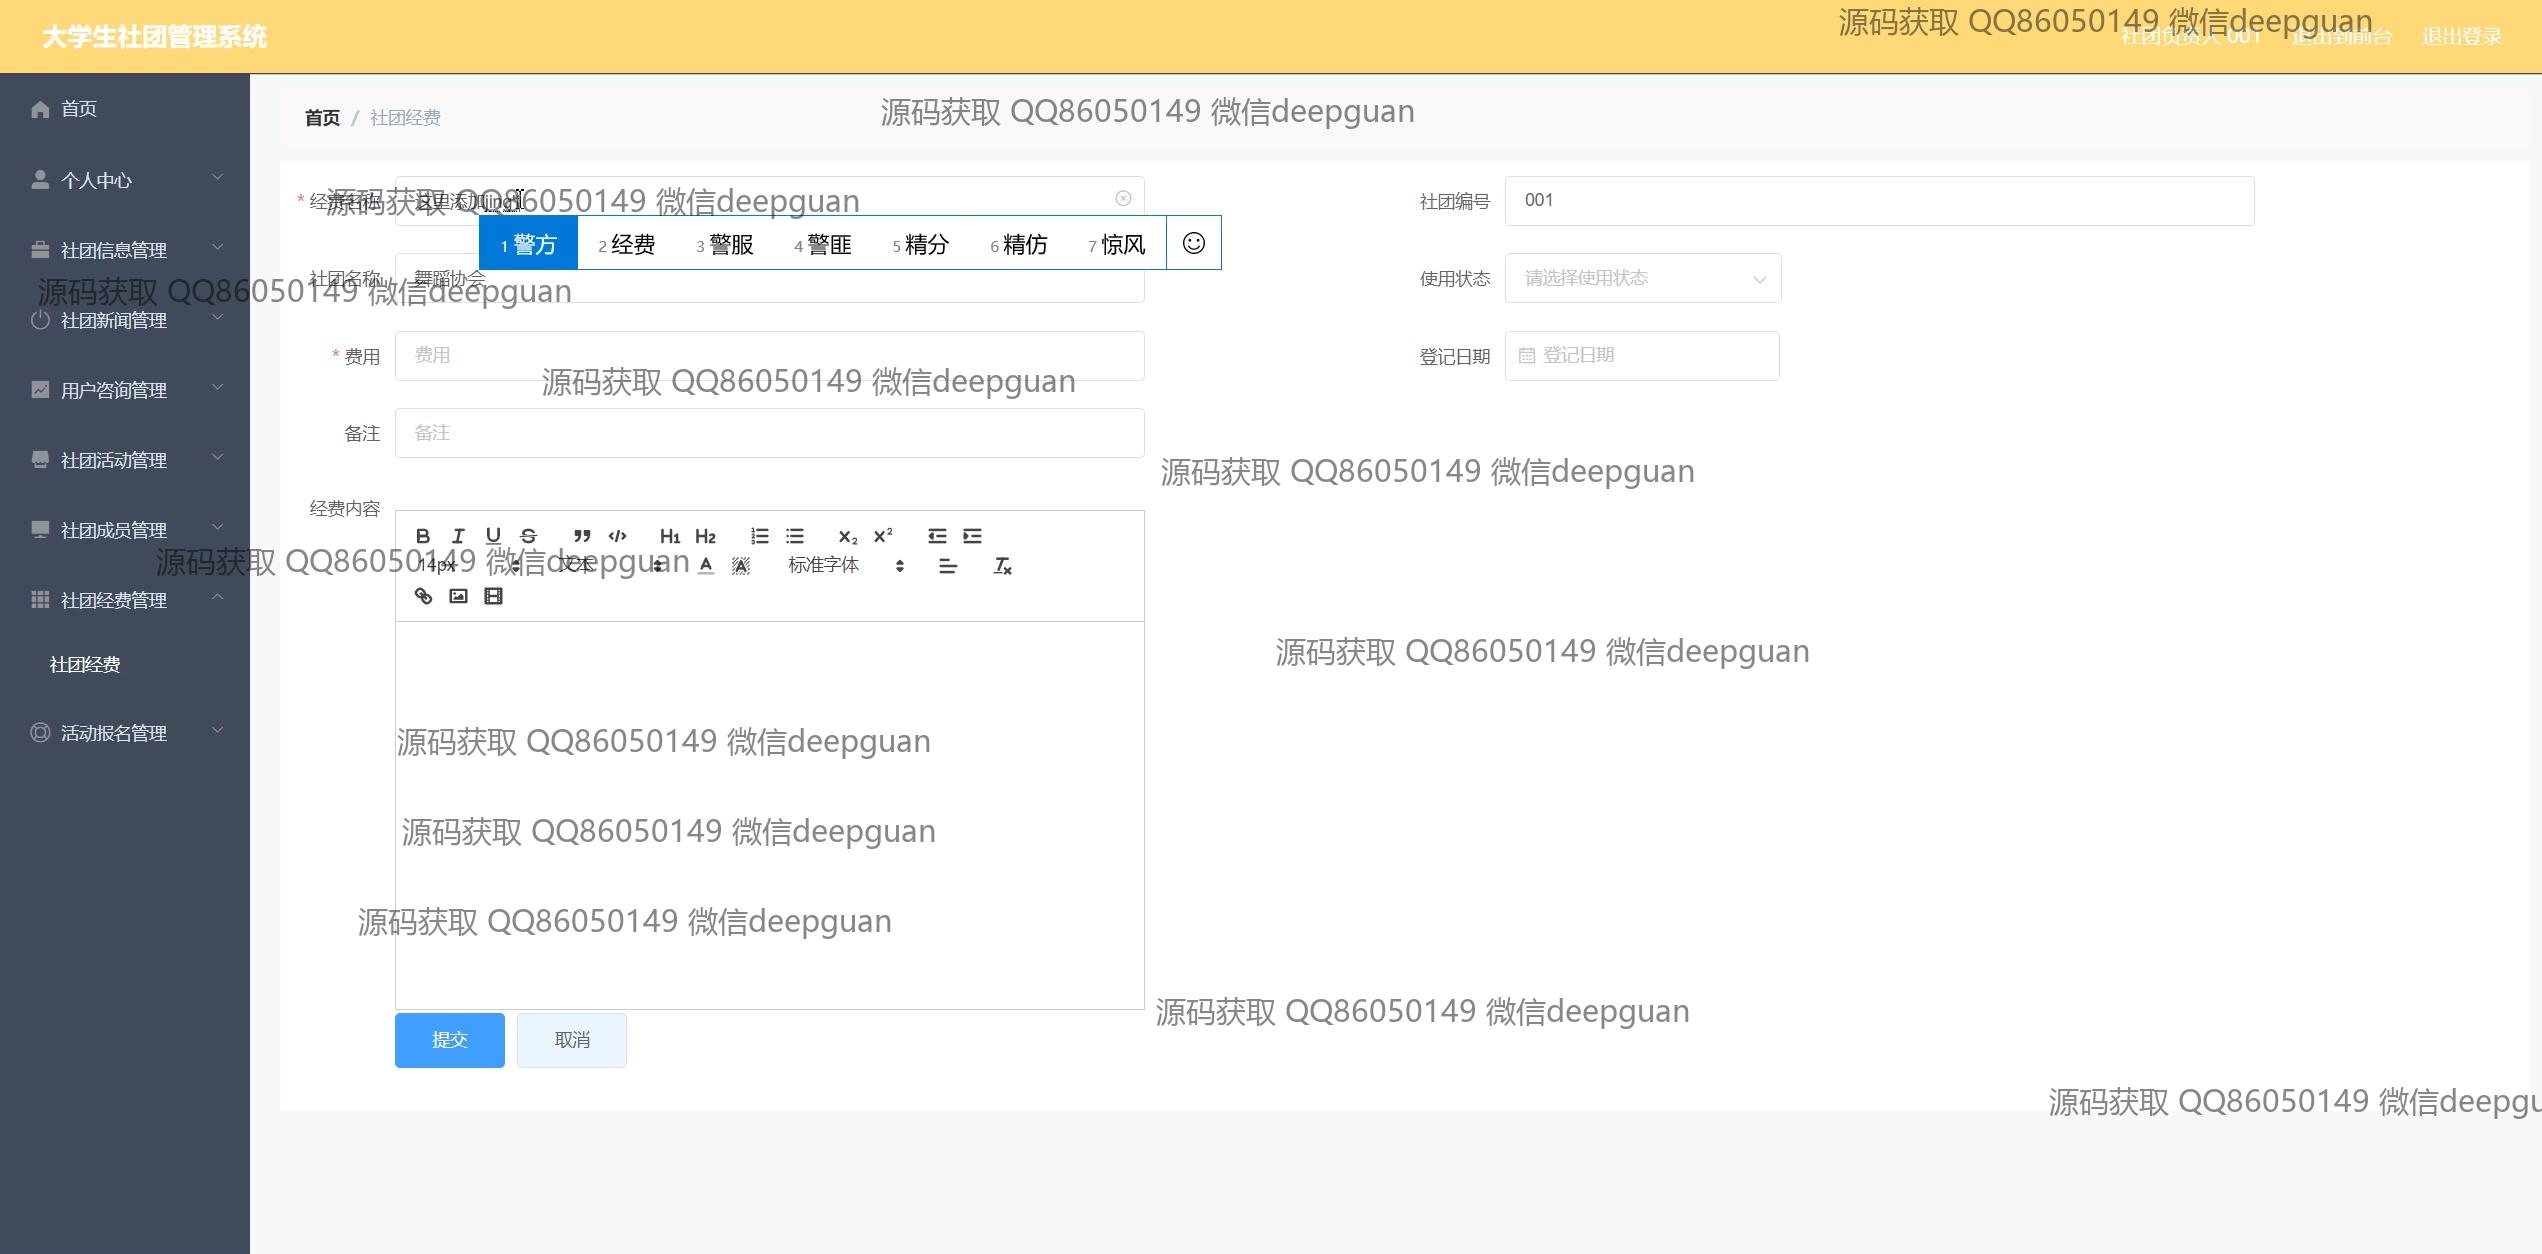 大学生社团管理系统
源码获取 QQ86050149 微信deepguan
社团负责人 001 退出到前台 退出登录
首页
首页 / 社团经费
源码获取 QQ86050149 微信deepguan
个人中心
* 经费名称 这里添加jing
社团编号 001
源码获取 QQ86050149 微信deepguan
1 警方 2 经费 3 警服 4 警匪 5 精分 6 精仿 7 惊风
社团信息管理
社团名称 舞蹈协会
使用状态 请选择使用状态
源码获取 QQ86050149 微信deepguan
社团新闻管理
* 费用 费用
登记日期 登记日期
源码获取 QQ86050149 微信deepguan
用户咨询管理
备注 备注
社团活动管理
源码获取 QQ86050149 微信deepguan
经费内容
社团成员管理
B I U S H1 H2 X2 X2
14px 文本 A A 标准字体 Tx
源码获取 QQ86050149 微信deepguan
社团经费管理
社团经费
源码获取 QQ86050149 微信deepguan
活动报名管理
源码获取 QQ86050149 微信deepguan
源码获取 QQ86050149 微信deepguan
源码获取 QQ86050149 微信deepguan
源码获取 QQ86050149 微信deepguan
提交 取消
源码获取 QQ86050149 微信deepgu